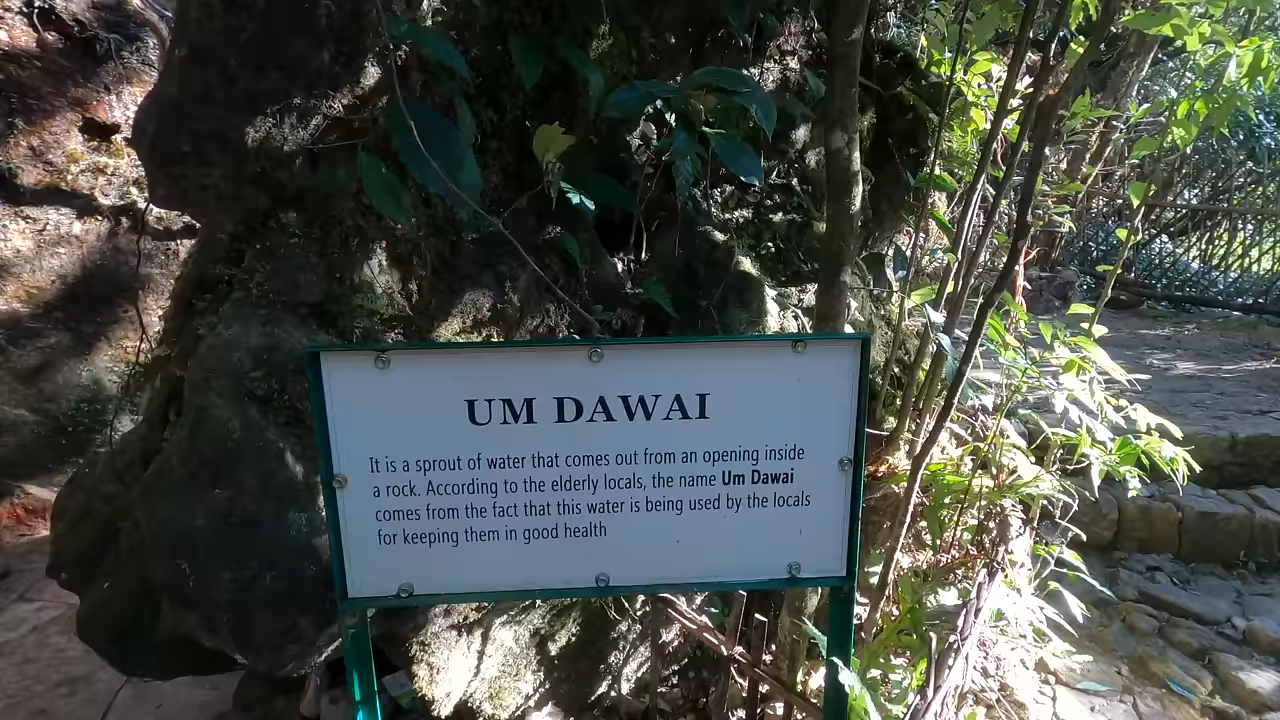 UM DAWAI
It is a sprout of water that comes out from an opening inside
a rock. According to the elderly locals, the name Um Dawai
comes from the fact that this water is being used by the locals
for keeping them in good health